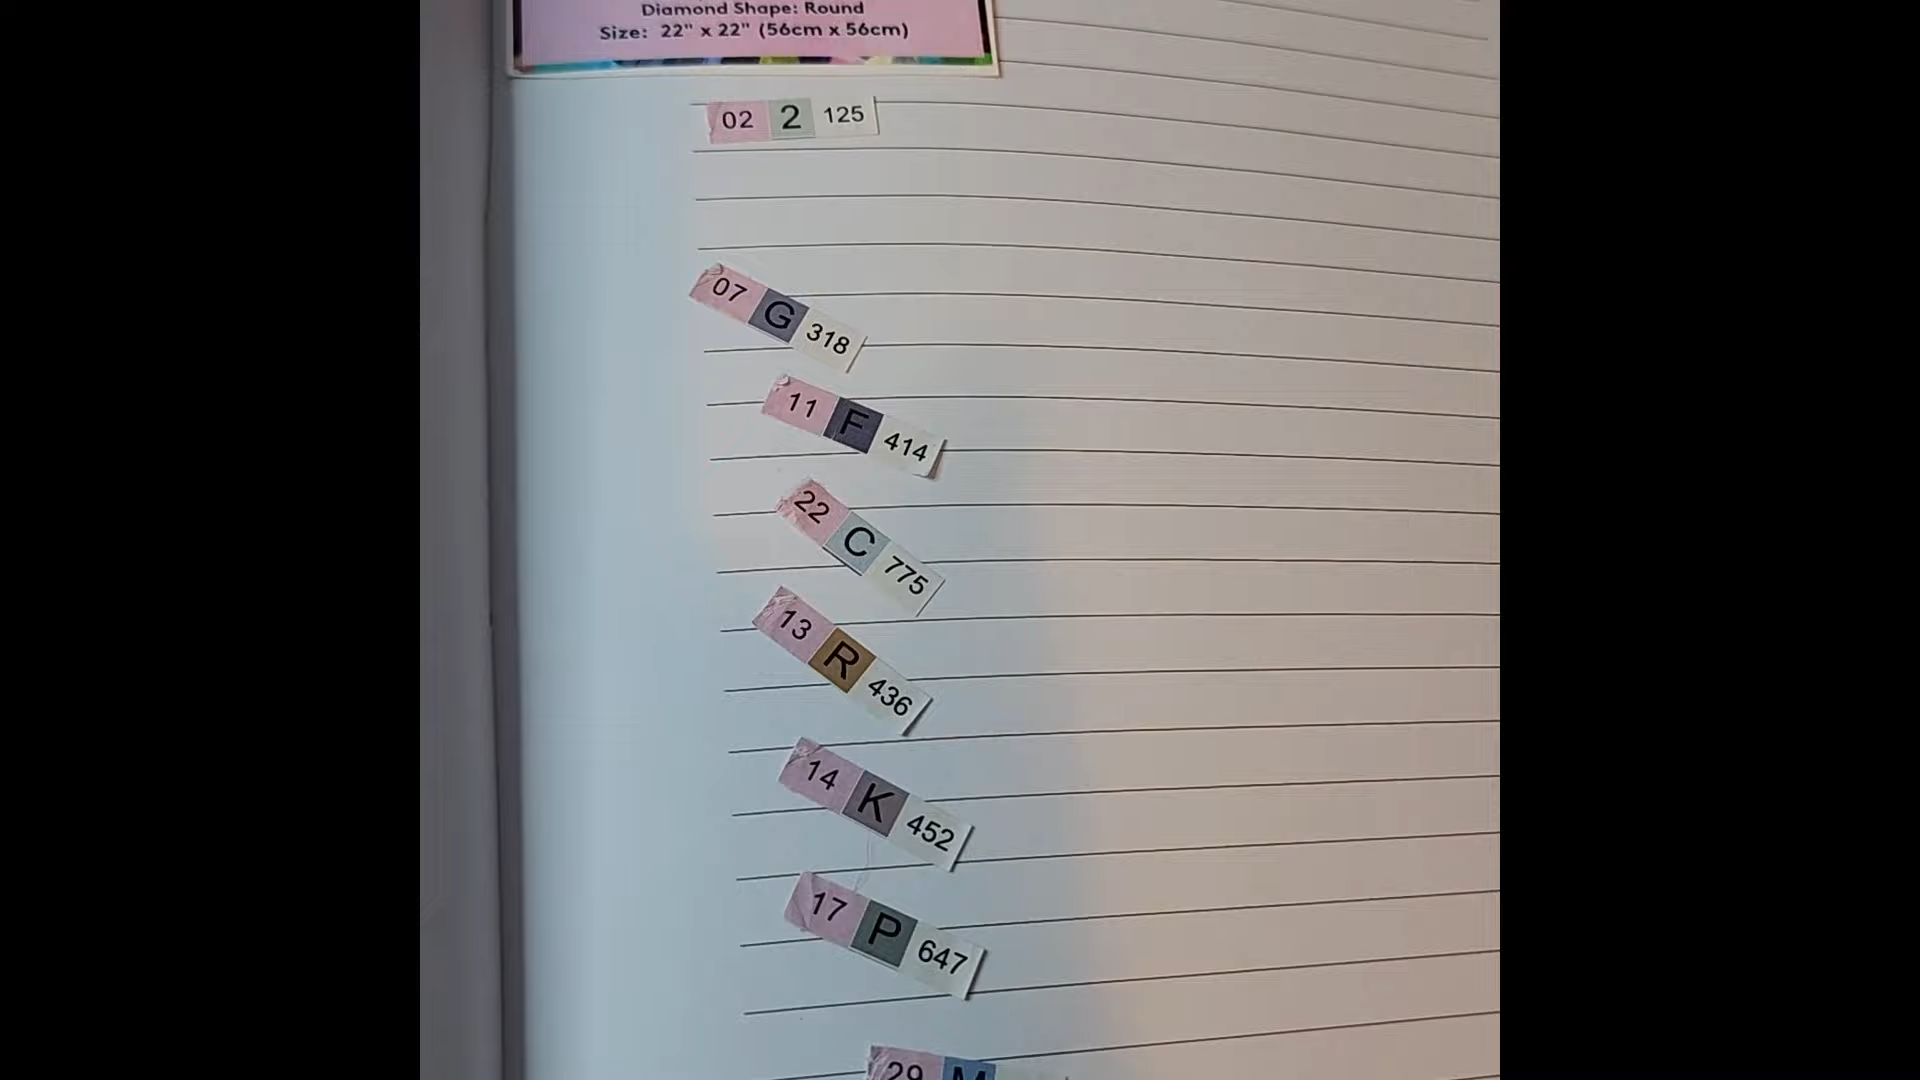 Diamond Shape: Round
Size: 22" x 22" (56cm x 56cm)
02 2 125
07 G 318
11 F 414
22 C 775
13 R 436
14 K 452
17 P 647
29 M